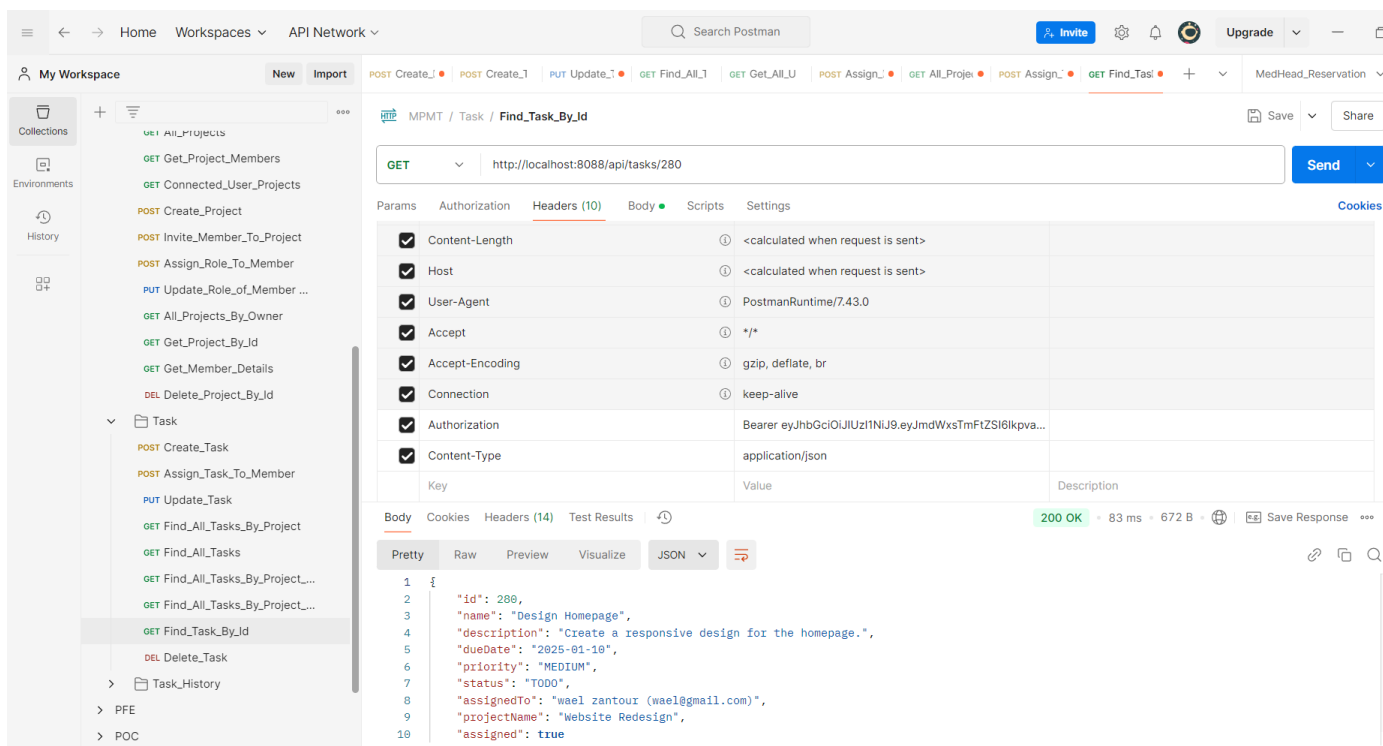 Home Workspaces API Network Search Postman Invite Upgrade
My Workspace New Import POST Create_ POST Create_T PUT Update_T GET Find_All_T GET Get_All_U POST Assign_ GET All_Proje POST Assign_ GET Find_Tas MedHead_Reservation
Collections
Environments
History
GET All_Projects
GET Get_Project_Members
GET Connected_User_Projects
POST Create_Project
POST Invite_Member_To_Project
POST Assign_Role_To_Member
PUT Update_Role_of_Member ...
GET All_Projects_By_Owner
GET Get_Project_By_Id
GET Get_Member_Details
DEL Delete_Project_By_Id
Task
POST Create_Task
POST Assign_Task_To_Member
PUT Update_Task
GET Find_All_Tasks_By_Project
GET Find_All_Tasks
GET Find_All_Tasks_By_Project_...
GET Find_All_Tasks_By_Project_...
GET Find_Task_By_Id
DEL Delete_Task
Task_History
PFE
POC
HTTP MPMT / Task / Find_Task_By_Id Save Share
GET http://localhost:8088/api/tasks/280 Send
Params Authorization Headers (10) Body Scripts Settings Cookies
Content-Length <calculated when request is sent>
Host <calculated when request is sent>
User-Agent PostmanRuntime/7.43.0
Accept */*
Accept-Encoding gzip, deflate, br
Connection keep-alive
Authorization Bearer eyJhbGciOiJIUzI1NiJ9.eyJmdWxsTmFtZSI6Ikpva...
Content-Type application/json
Key Value Description
Body Cookies Headers (14) Test Results 200 OK 83 ms 672 B e.g. Save Response
Pretty Raw Preview Visualize JSON
1 {
2 "id": 280,
3 "name": "Design Homepage",
4 "description": "Create a responsive design for the homepage.",
5 "dueDate": "2025-01-10",
6 "priority": "MEDIUM",
7 "status": "TODO",
8 "assignedTo": "wael zantour (wael@gmail.com)",
9 "projectName": "Website Redesign",
10 "assigned": true